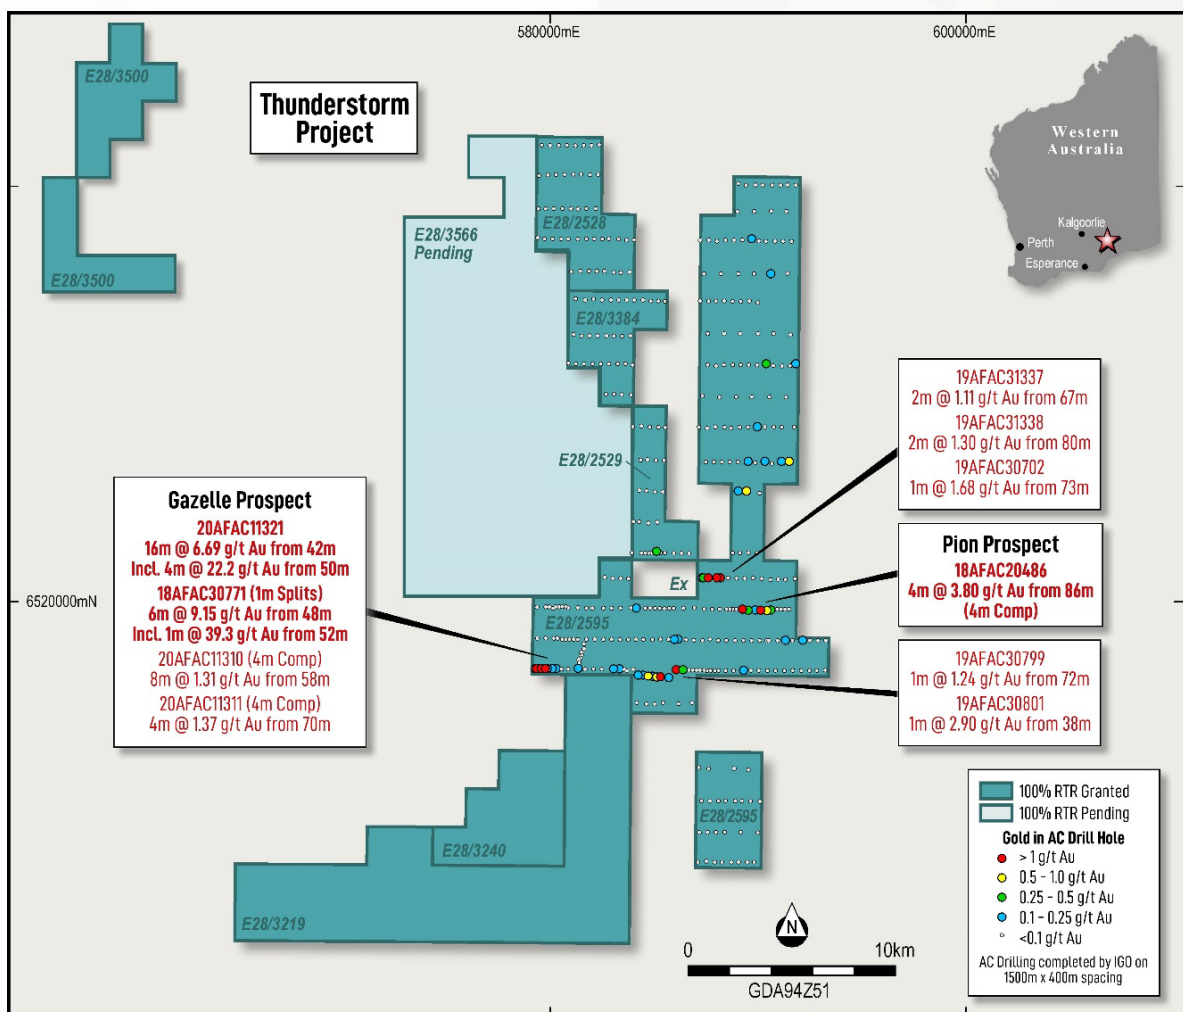 580000mE
600000mE
E28/3500
Thunderstorm
Project
Western
Australia
Kalgoorlie
Perth
Esperance
E28/3566
Pending
E28/2528
E28/3500
E28/3384
19AFAC31337
2m @ 1.11 g/t Au from 67m
19AFAC31338
2m @ 1.30 g/t Au from 80m
19AFAC30702
1m @ 1.68 g/t Au from 73m
E28/2529
Gazelle Prospect
20AFAC11321
16m @ 6.69 g/t Au from 42m
Incl. 4m @ 22.2 g/t Au from 50m
18AFAC30771 (1m Splits)
6m @ 9.15 g/t Au from 48m
Incl. 1m @ 39.3 g/t Au from 52m
20AFAC11310 (4m Comp)
8m @ 1.31 g/t Au from 58m
20AFAC11311 (4m Comp)
4m @ 1.37 g/t Au from 70m
Pion Prospect
18AFAC20486
4m @ 3.80 g/t Au from 86m
(4m Comp)
Ex
6520000mN
E28/2595
19AFAC30799
1m @ 1.24 g/t Au from 72m
19AFAC30801
1m @ 2.90 g/t Au from 38m
E28/2595
E28/3240
E28/3219
N
0 10km
GDA94Z51
100% RTR Granted
100% RTR Pending
Gold in AC Drill Hole
> 1 g/t Au
0.5 - 1.0 g/t Au
0.25 - 0.5 g/t Au
0.1 - 0.25 g/t Au
<0.1 g/t Au
AC Drilling completed by IGO on
1500m x 400m spacing